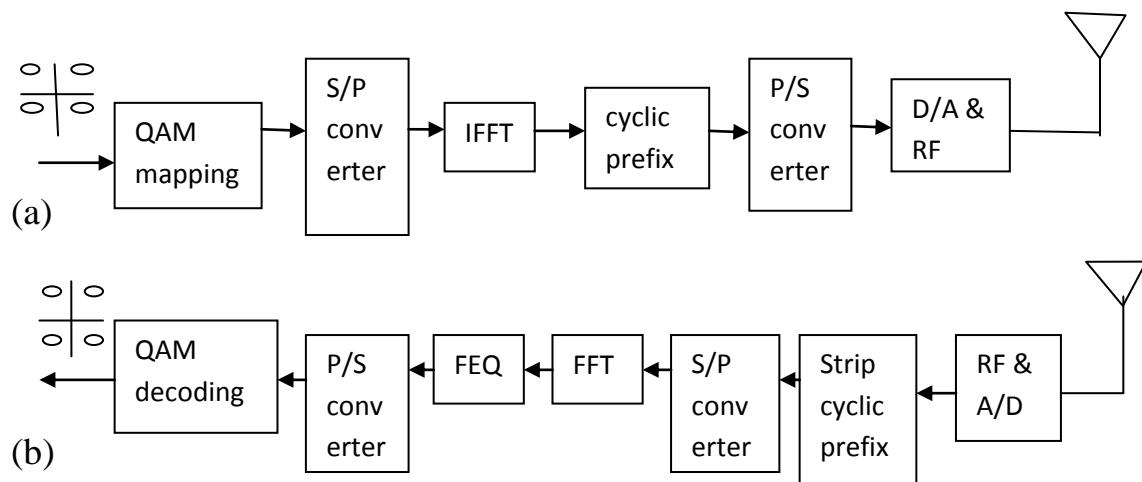 QAM
mapping
S/P
conv
erter
IFFT
cyclic
prefix
P/S
conv
erter
D/A &
RF
(a)
QAM
decoding
P/S
conv
erter
FEQ
FFT
S/P
conv
erter
Strip
cyclic
prefix
RF &
A/D
(b)